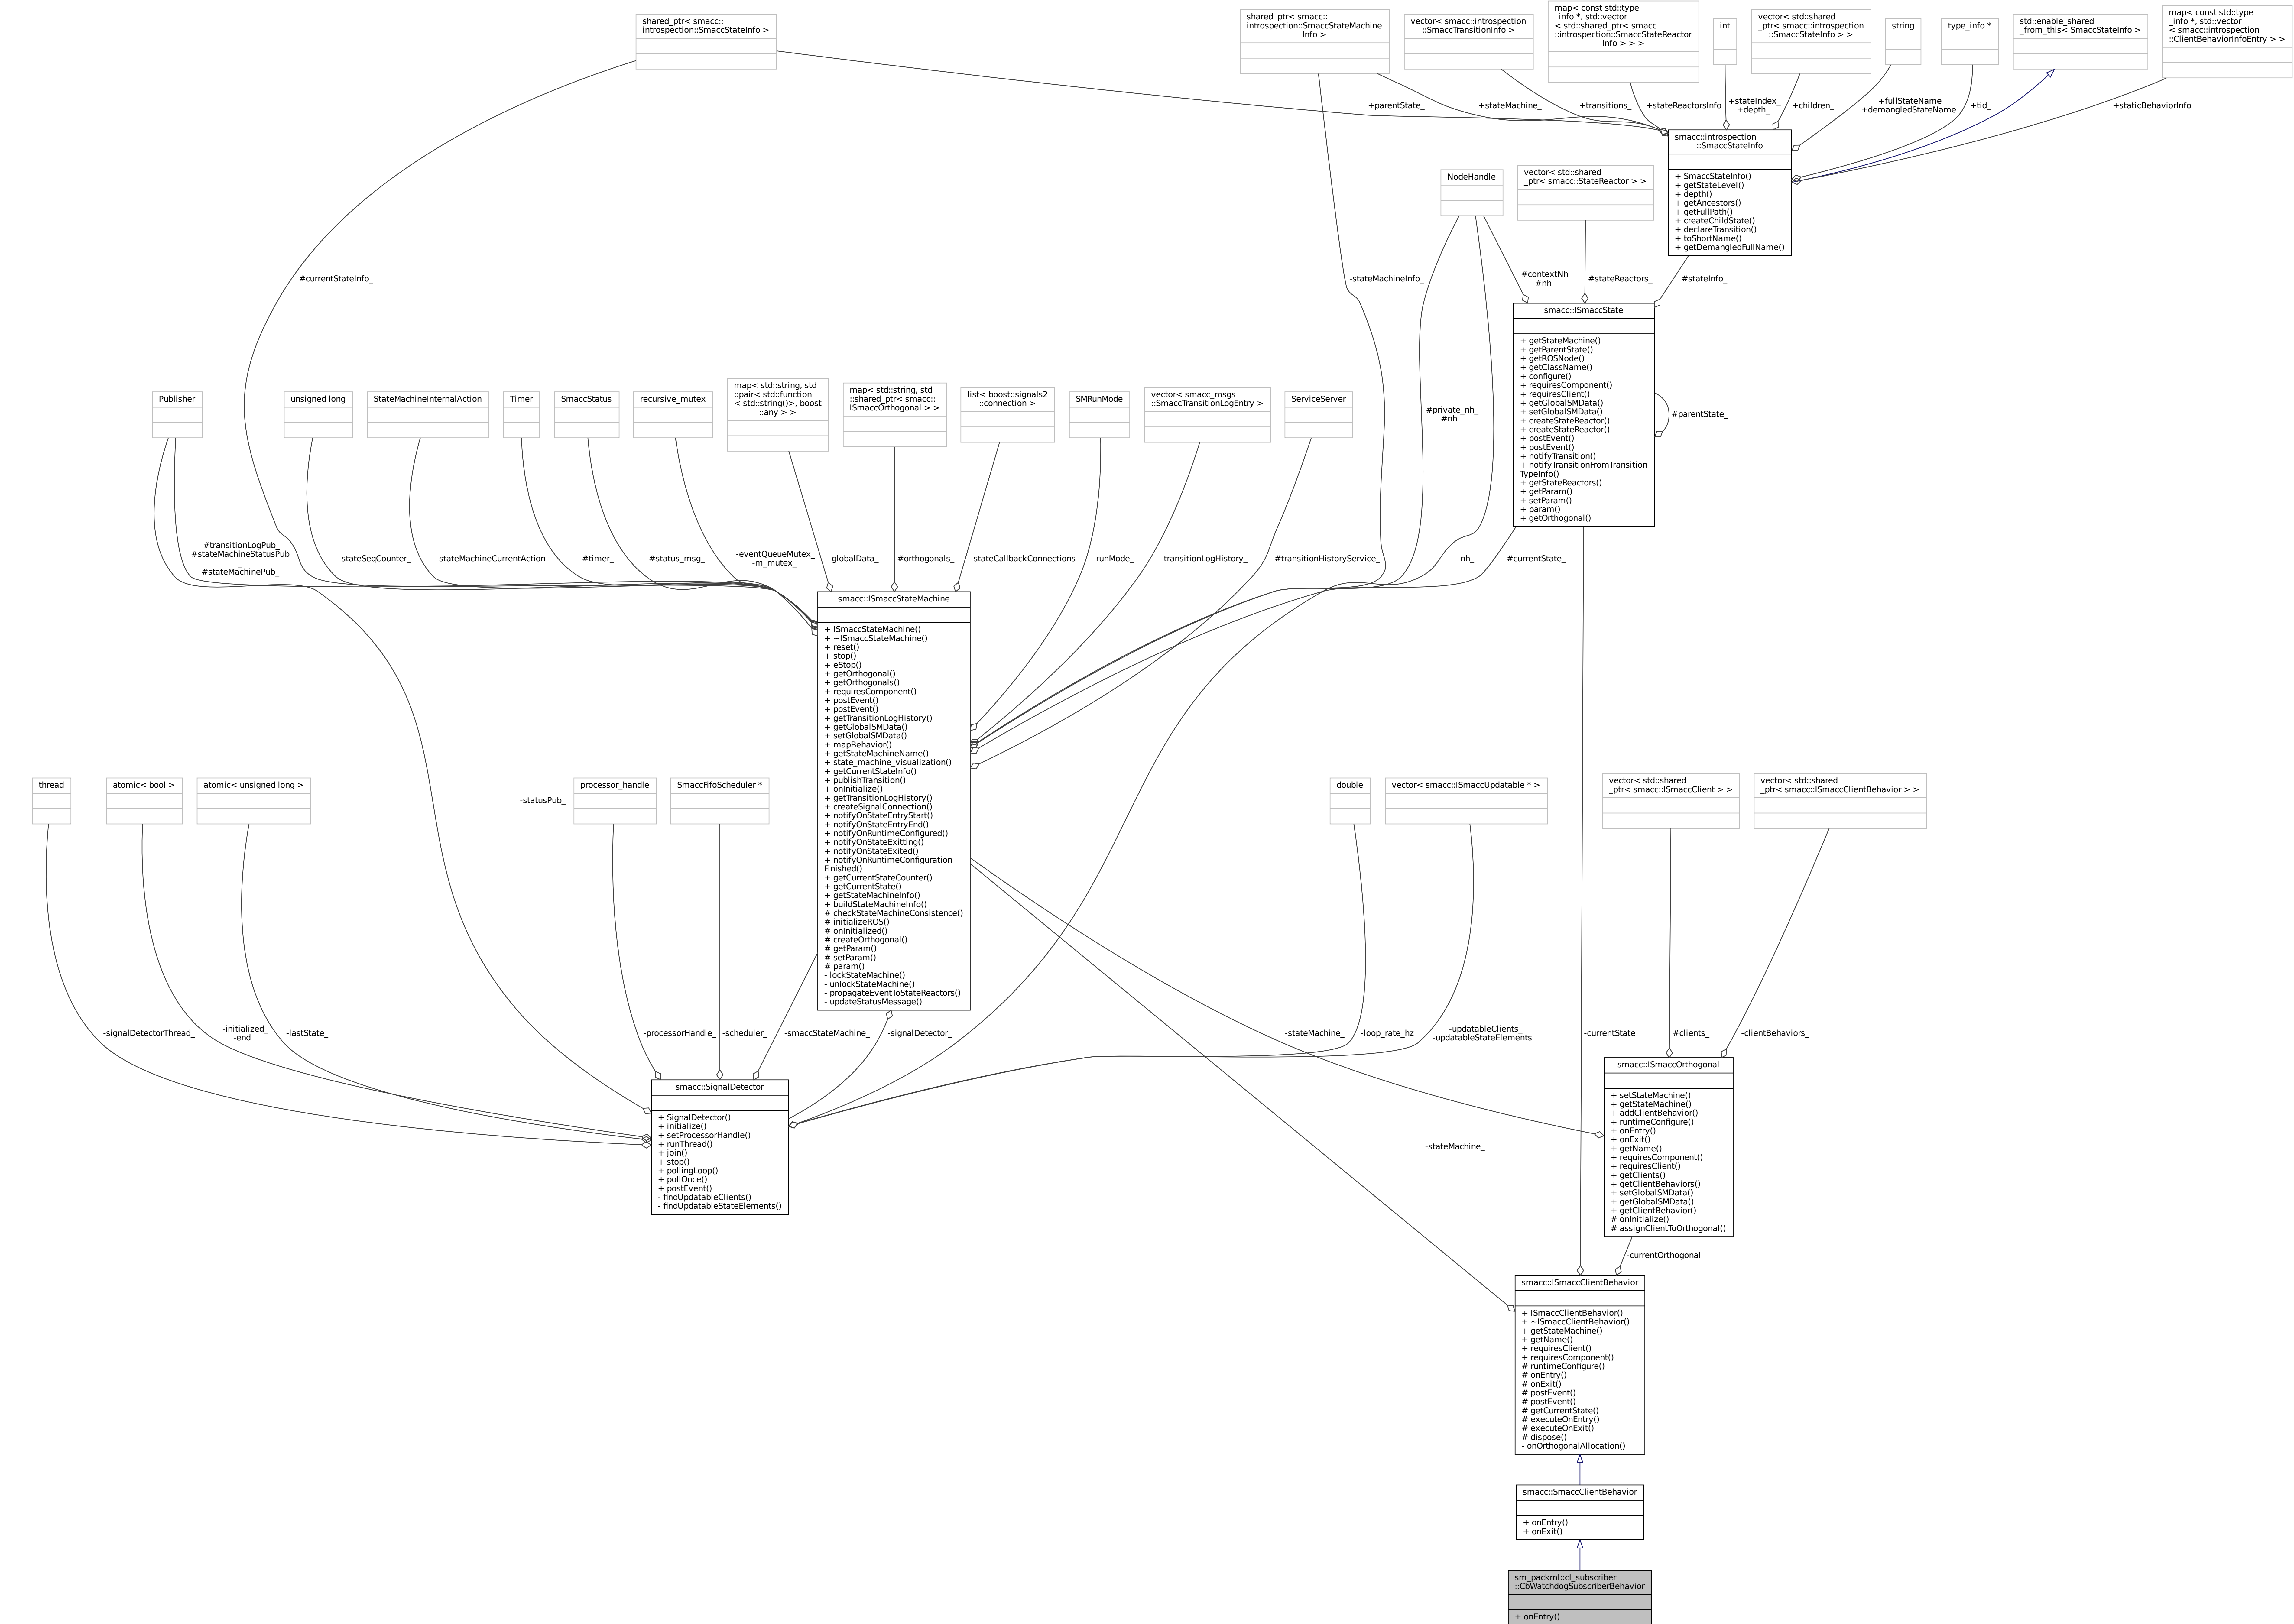 shared_ptr< smacc::
introspection::SmaccStateInfo >
shared_ptr< smacc::
introspection::SmaccStateMachine
Info >
vector< smacc::introspection
::SmaccTransitionInfo >
map< const std::type
_info *, std::vector
< std::shared_ptr< smacc
::introspection::SmaccStateReactor
Info > > >
int
vector< std::shared
_ptr< smacc::introspection
::SmaccStateInfo > >
string
type_info *
std::enable_shared
_from_this< SmaccStateInfo >
map< const std::type
_info *, std::vector
< smacc::introspection
::ClientBehaviorInfoEntry > >
+parentState_
+stateMachine_
+transitions_
+stateReactorsInfo
+stateIndex_
+depth_
+children_
+fullStateName
+demangledStateName
+tid_
+staticBehaviorInfo
smacc::introspection
::SmaccStateInfo
+ SmaccStateInfo()
+ getStateLevel()
+ depth()
+ getAncestors()
+ getFullPath()
+ createChildState()
+ declareTransition()
+ toShortName()
+ getDemangledFullName()
NodeHandle
vector< std::shared
_ptr< smacc::StateReactor > >
#currentStateInfo_
-stateMachineInfo_
#contextNh
#nh
#stateReactors_
#stateInfo_
smacc::ISmaccState
+ getStateMachine()
+ getParentState()
+ getROSNode()
+ getClassName()
+ configure()
+ requiresComponent()
+ requiresClient()
+ getGlobalSMData()
+ setGlobalSMData()
+ createStateReactor()
+ createStateReactor()
+ postEvent()
+ postEvent()
+ notifyTransition()
+ notifyTransitionFromTransition
TypeInfo()
+ getStateReactors()
+ getParam()
+ setParam()
+ param()
+ getOrthogonal()
#parentState_
#private_nh_
#nh_
Publisher
unsigned long
StateMachineInternalAction
Timer
SmaccStatus
recursive_mutex
map< std::string, std
::pair< std::function
< std::string()>, boost
::any > >
map< std::string, std
::shared_ptr< smacc::
ISmaccOrthogonal > >
list< boost::signals2
::connection >
SMRunMode
vector< smacc_msgs
::SmaccTransitionLogEntry >
ServiceServer
#transitionLogPub_
#stateMachineStatusPub
_
#stateMachinePub_
-stateSeqCounter_
-stateMachineCurrentAction
#timer_
#status_msg_
-eventQueueMutex_
-m_mutex_
-globalData_
#orthogonals_
-stateCallbackConnections
-runMode_
-transitionLogHistory_
#transitionHistoryService_
-nh_
#currentState_
smacc::ISmaccStateMachine
+ ISmaccStateMachine()
+ ~ISmaccStateMachine()
+ reset()
+ stop()
+ eStop()
+ getOrthogonal()
+ getOrthogonals()
+ requiresComponent()
+ postEvent()
+ postEvent()
+ getTransitionLogHistory()
+ getGlobalSMData()
+ setGlobalSMData()
+ mapBehavior()
+ getStateMachineName()
+ state_machine_visualization()
+ getCurrentStateInfo()
+ publishTransition()
+ onInitialize()
+ getTransitionLogHistory()
+ createSignalConnection()
+ notifyOnStateEntryStart()
+ notifyOnStateEntryEnd()
+ notifyOnRuntimeConfigured()
+ notifyOnStateExitting()
+ notifyOnStateExited()
+ notifyOnRuntimeConfiguration
Finished()
+ getCurrentStateCounter()
+ getCurrentState()
+ getStateMachineInfo()
+ buildStateMachineInfo()
# checkStateMachineConsistence()
# initializeROS()
# onInitialized()
# createOrthogonal()
# getParam()
# setParam()
# param()
- lockStateMachine()
- unlockStateMachine()
- propagateEventToStateReactors()
- updateStatusMessage()
thread
atomic< bool >
atomic< unsigned long >
-statusPub_
processor_handle
SmaccFifoScheduler *
double
vector< smacc::ISmaccUpdatable * >
vector< std::shared
_ptr< smacc::ISmaccClient > >
vector< std::shared
_ptr< smacc::ISmaccClientBehavior > >
-signalDetectorThread_
-initialized_
-end_
-lastState_
-processorHandle_
-scheduler_
-smaccStateMachine_
-signalDetector_
-stateMachine_
-loop_rate_hz
-updatableClients_
-updatableStateElements_
-currentState
#clients_
-clientBehaviors_
smacc::SignalDetector
+ SignalDetector()
+ initialize()
+ setProcessorHandle()
+ runThread()
+ join()
+ stop()
+ pollingLoop()
+ pollOnce()
+ postEvent()
- findUpdatableClients()
- findUpdatableStateElements()
smacc::ISmaccOrthogonal
+ setStateMachine()
+ getStateMachine()
+ addClientBehavior()
+ runtimeConfigure()
+ onEntry()
+ onExit()
+ getName()
+ requiresComponent()
+ requiresClient()
+ getClients()
+ getClientBehaviors()
+ setGlobalSMData()
+ getGlobalSMData()
+ getClientBehavior()
# onInitialize()
# assignClientToOrthogonal()
-stateMachine_
-currentOrthogonal
smacc::ISmaccClientBehavior
+ ISmaccClientBehavior()
+ ~ISmaccClientBehavior()
+ getStateMachine()
+ getName()
+ requiresClient()
+ requiresComponent()
# runtimeConfigure()
# onEntry()
# onExit()
# postEvent()
# postEvent()
# getCurrentState()
# executeOnEntry()
# executeOnExit()
# dispose()
- onOrthogonalAllocation()
smacc::SmaccClientBehavior
+ onEntry()
+ onExit()
sm_packml::cl_subscriber
::CbWatchdogSubscriberBehavior
+ onEntry()